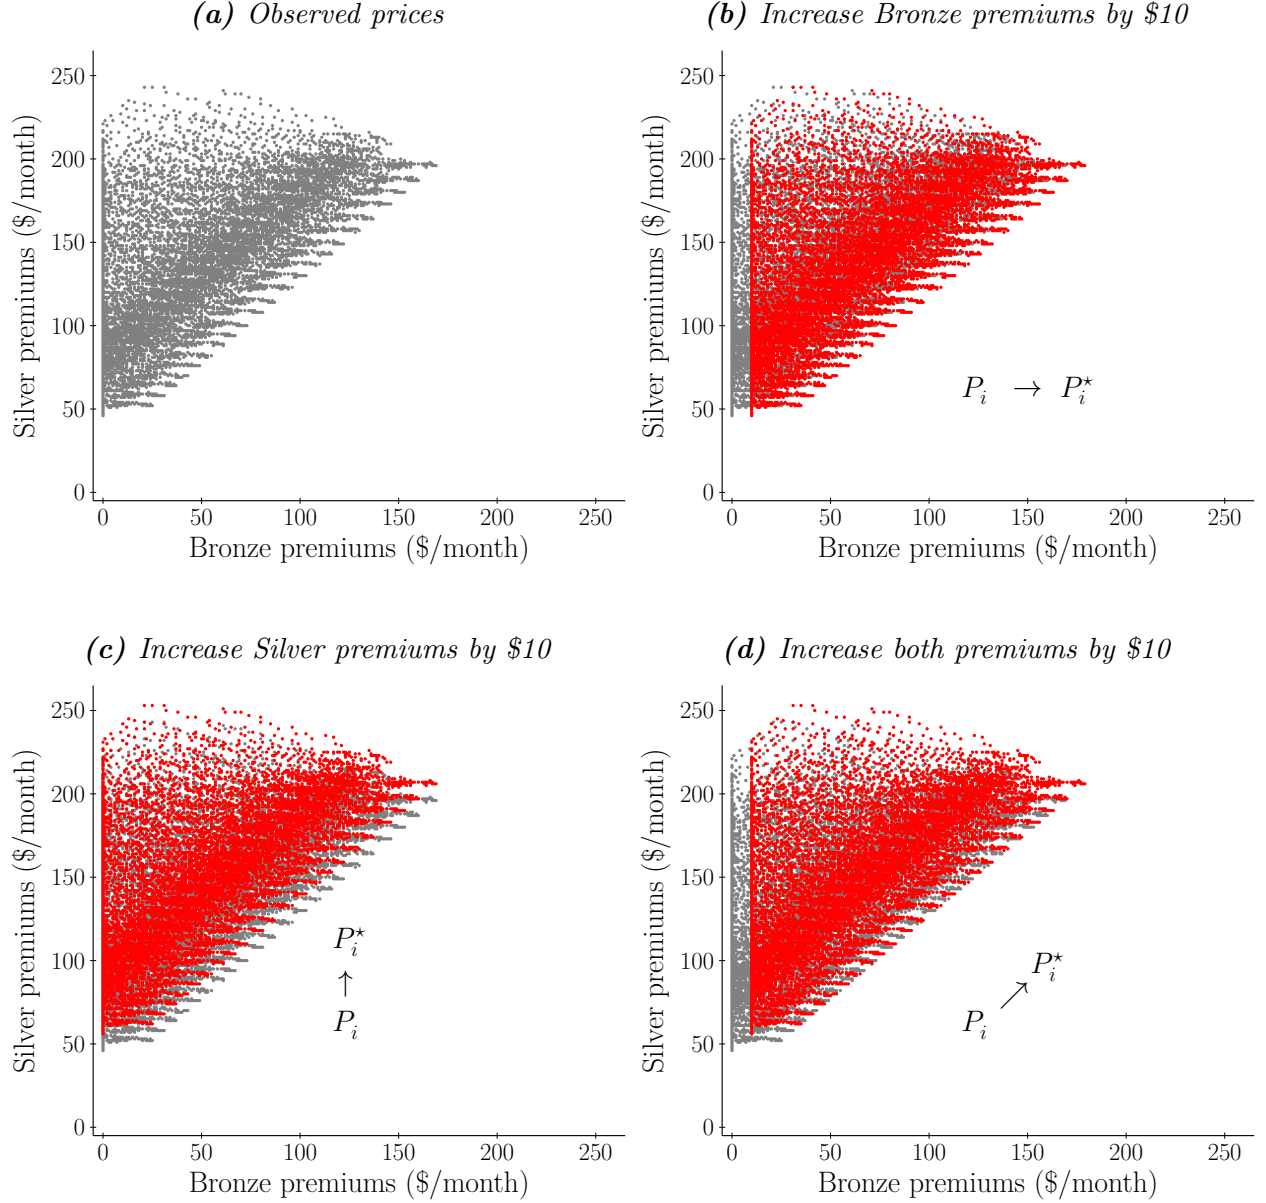 (a) Observed prices
Silver premiums ($/month)
250
200
150
100
50
0
0 50 100 150 200 250
Bronze premiums ($/month)
(b) Increase Bronze premiums by $10
Silver premiums ($/month)
250
200
150
100
50
0
P_i → P_i^⋆
0 50 100 150 200 250
Bronze premiums ($/month)
(c) Increase Silver premiums by $10
Silver premiums ($/month)
250
200
150
100
50
0
P_i^⋆
↑
P_i
0 50 100 150 200 250
Bronze premiums ($/month)
(d) Increase both premiums by $10
Silver premiums ($/month)
250
200
150
100
50
0
P_i^⋆
↗
P_i
0 50 100 150 200 250
Bronze premiums ($/month)